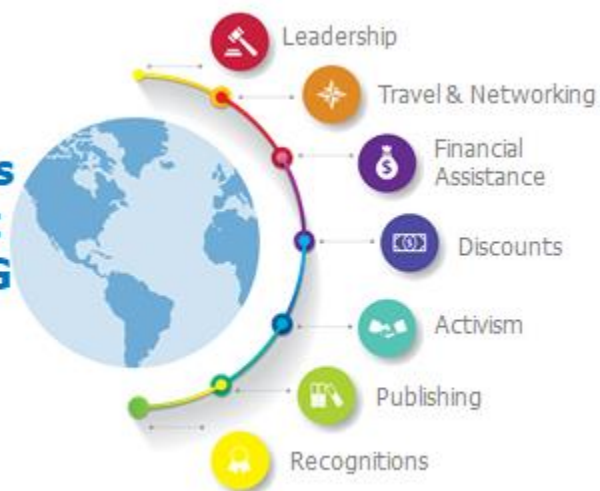 Leadership
Travel & Networking
Financial
Assistance
Discounts
Activism
Publishing
Recognitions